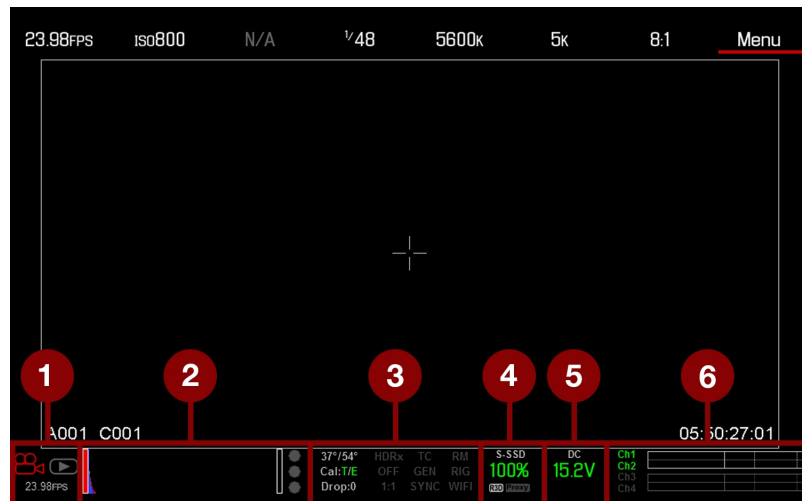 23.98FPS ISO800 N/A 1/48 5600K 5K 8:1 Menu
1 2 3 4 5 6
A001 C001 05:50:27:01
23.98FPS
37°/54° HDRx TC RM
Cal:T/E OFF GEN RIG
Drop:0 1:1 SYNC WIFI
S-SSD
100%
R3D Proxy
DC
15.2V
Ch1
Ch2
Ch3
Ch4